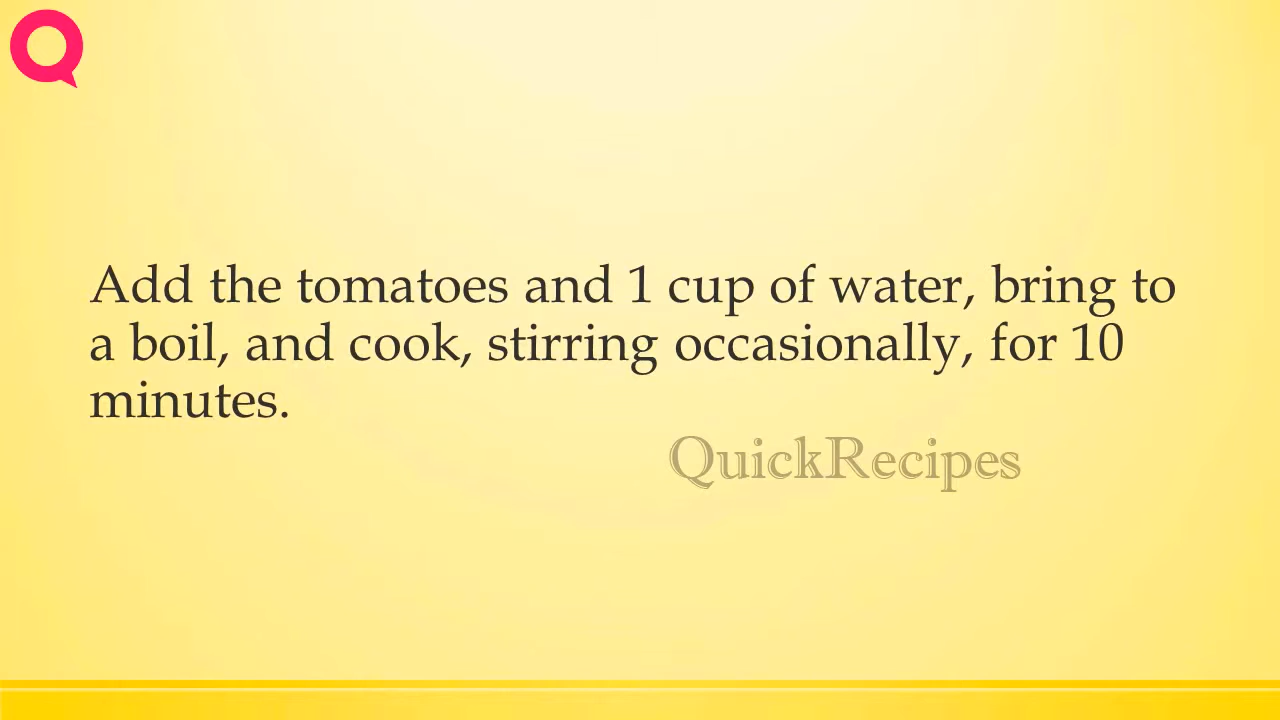 Add the tomatoes and 1 cup of water, bring to
a boil, and cook, stirring occasionally, for 10
minutes.
QuickRecipes